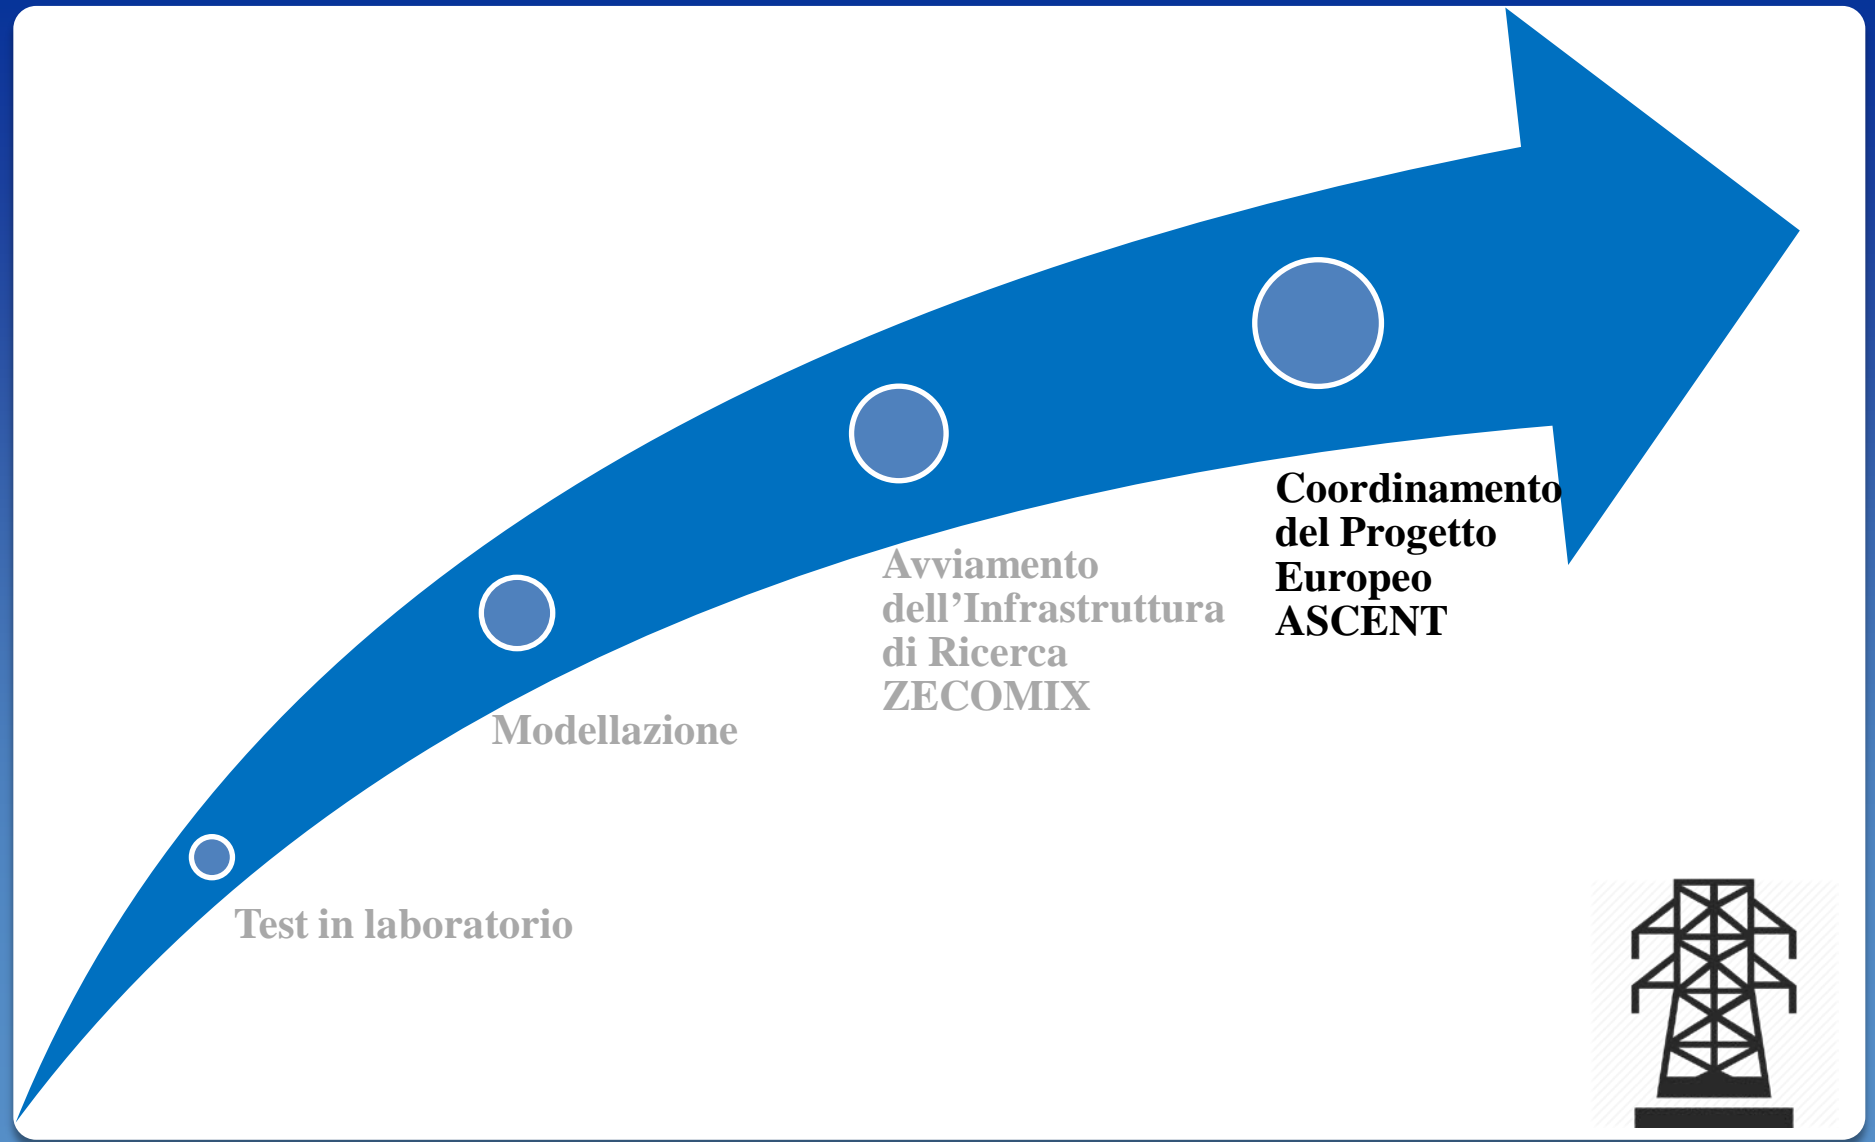 Coordinamento
del Progetto
Europeo
ASCENT
Avviamento
dell’Infrastruttura
di Ricerca
ZECOMIX
Modellazione
Test in laboratorio